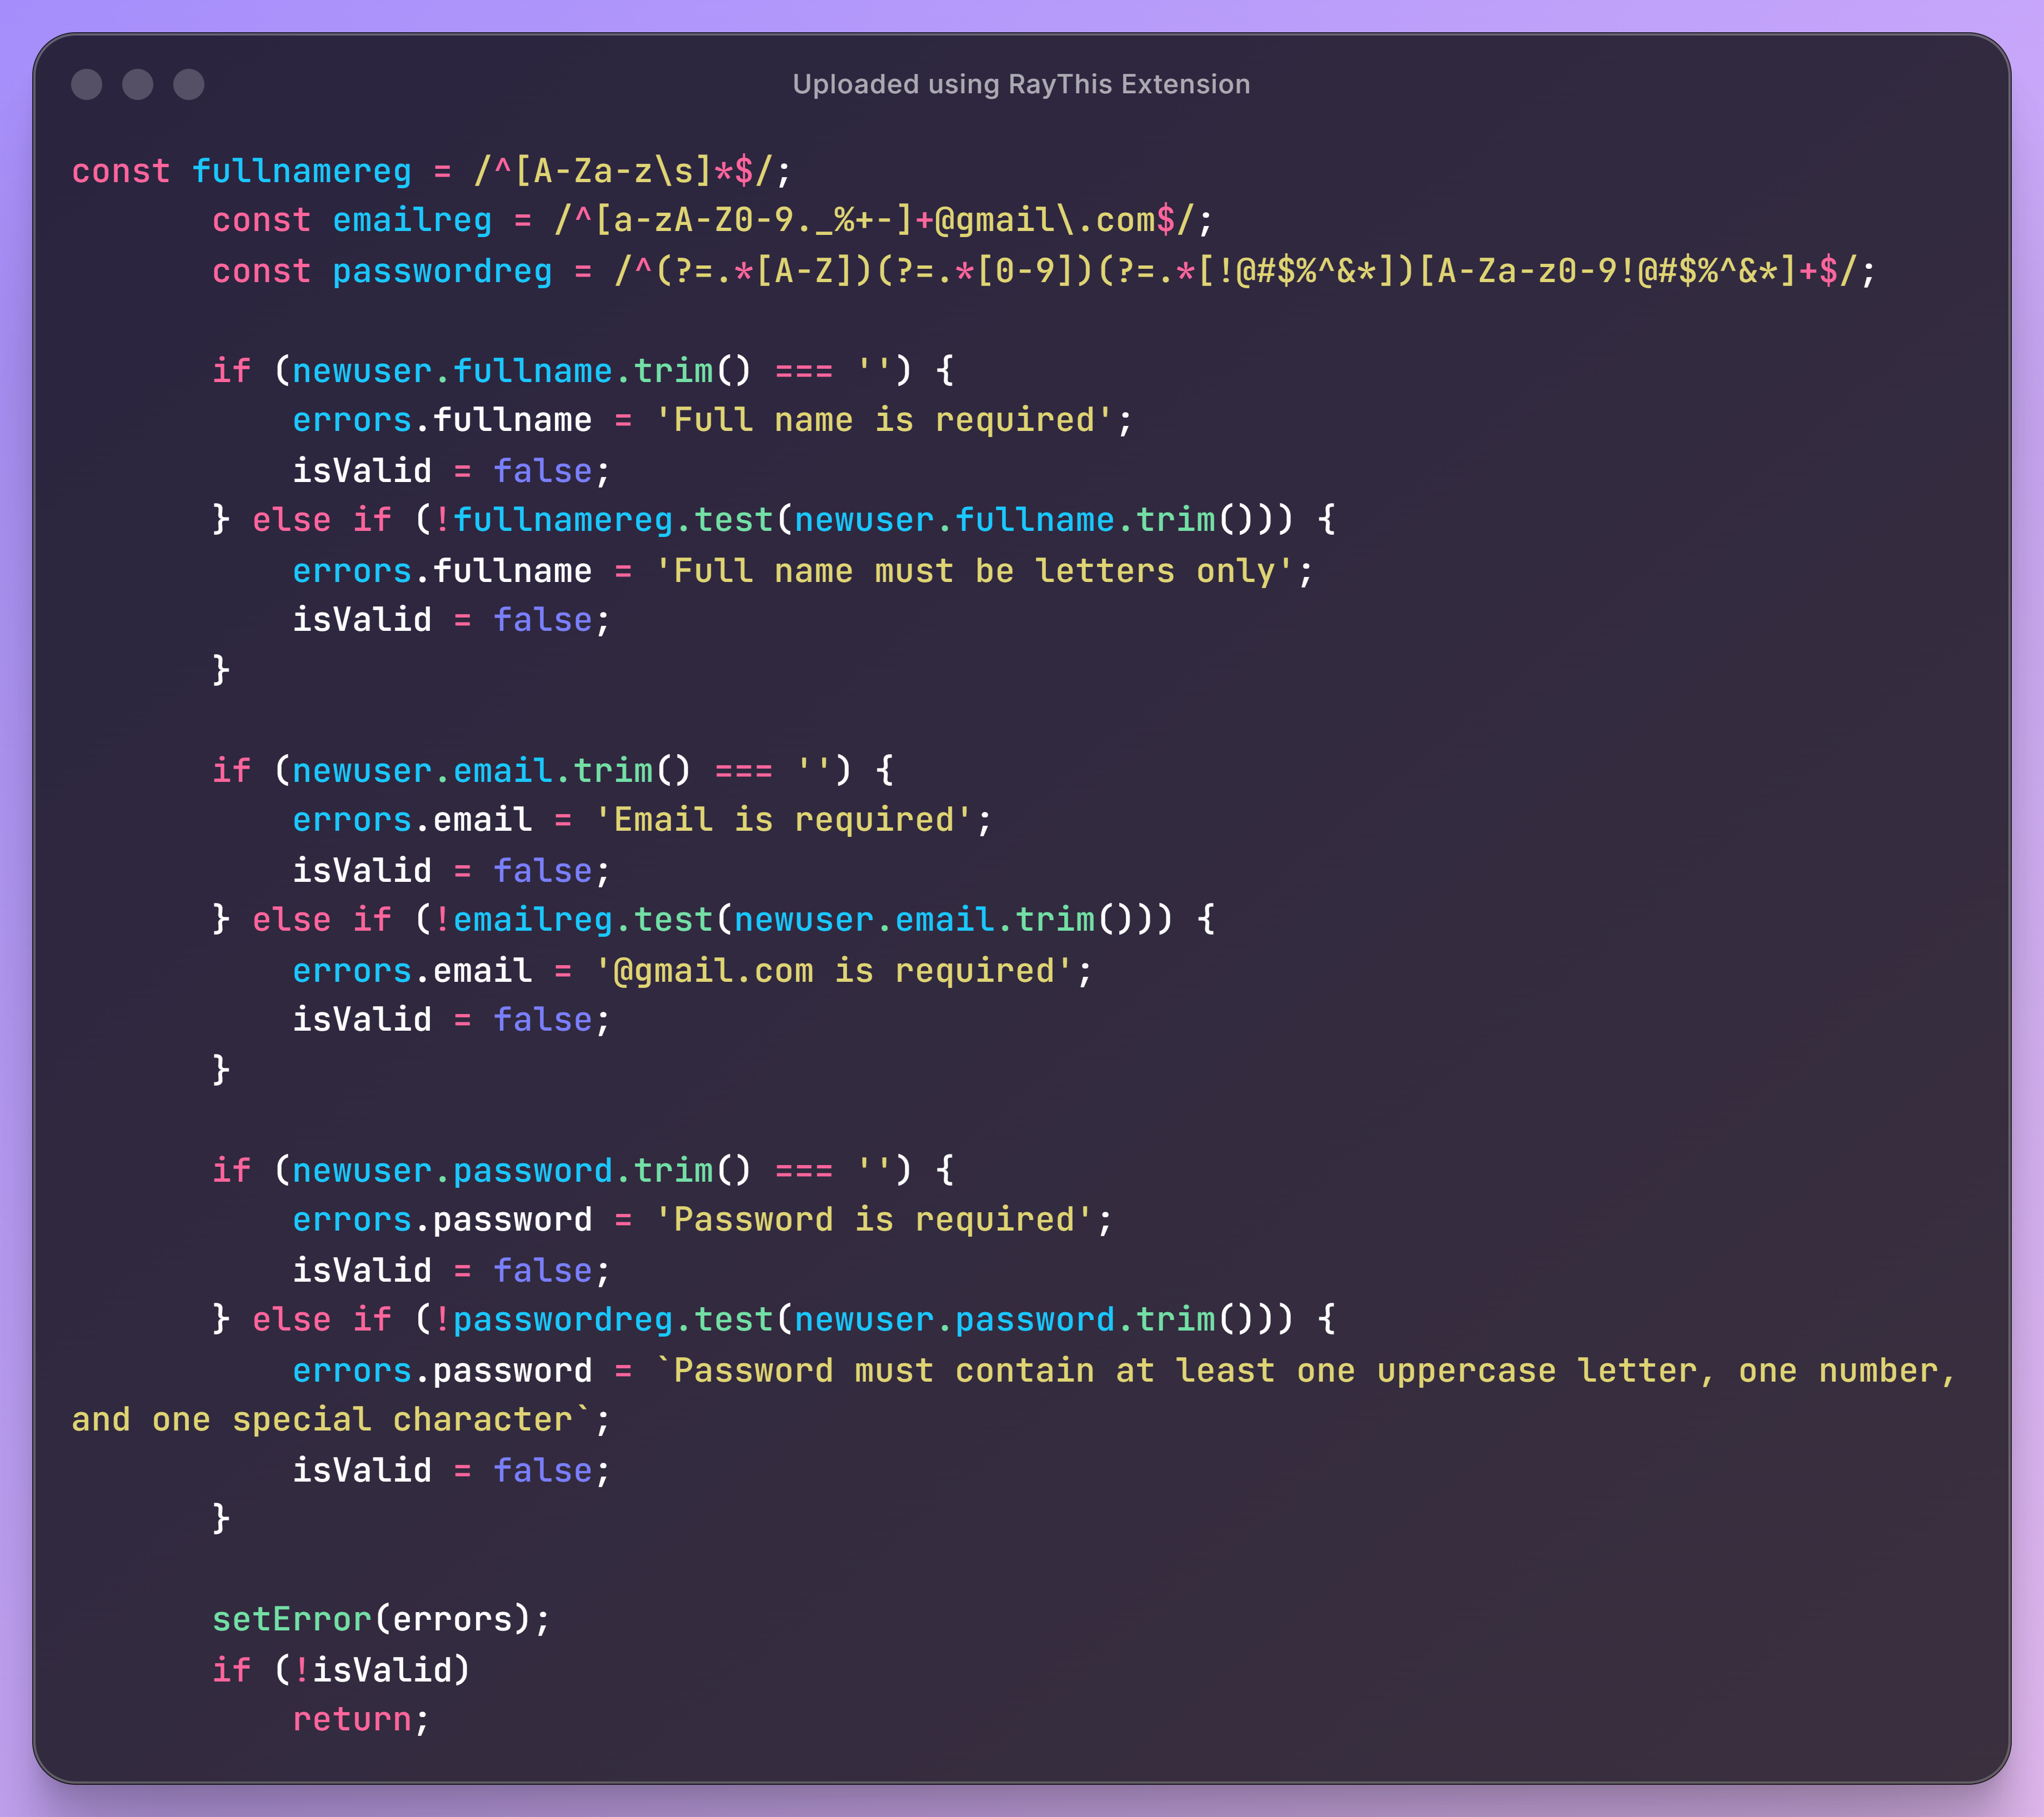 Uploaded using RayThis Extension
const fullnamereg = /^[A-Za-z\s]*$/;
       const emailreg = /^[a-zA-Z0-9._%+-]+@gmail\.com$/;
       const passwordreg = /^(?=.*[A-Z])(?=.*[0-9])(?=.*[!@#$%^&*])[A-Za-z0-9!@#$%^&*]+$/;

       if (newuser.fullname.trim() === '') {
           errors.fullname = 'Full name is required';
           isValid = false;
       } else if (!fullnamereg.test(newuser.fullname.trim())) {
           errors.fullname = 'Full name must be letters only';
           isValid = false;
       }

       if (newuser.email.trim() === '') {
           errors.email = 'Email is required';
           isValid = false;
       } else if (!emailreg.test(newuser.email.trim())) {
           errors.email = '@gmail.com is required';
           isValid = false;
       }

       if (newuser.password.trim() === '') {
           errors.password = 'Password is required';
           isValid = false;
       } else if (!passwordreg.test(newuser.password.trim())) {
           errors.password = `Password must contain at least one uppercase letter, one number,
and one special character`;
           isValid = false;
       }

       setError(errors);
       if (!isValid)
           return;